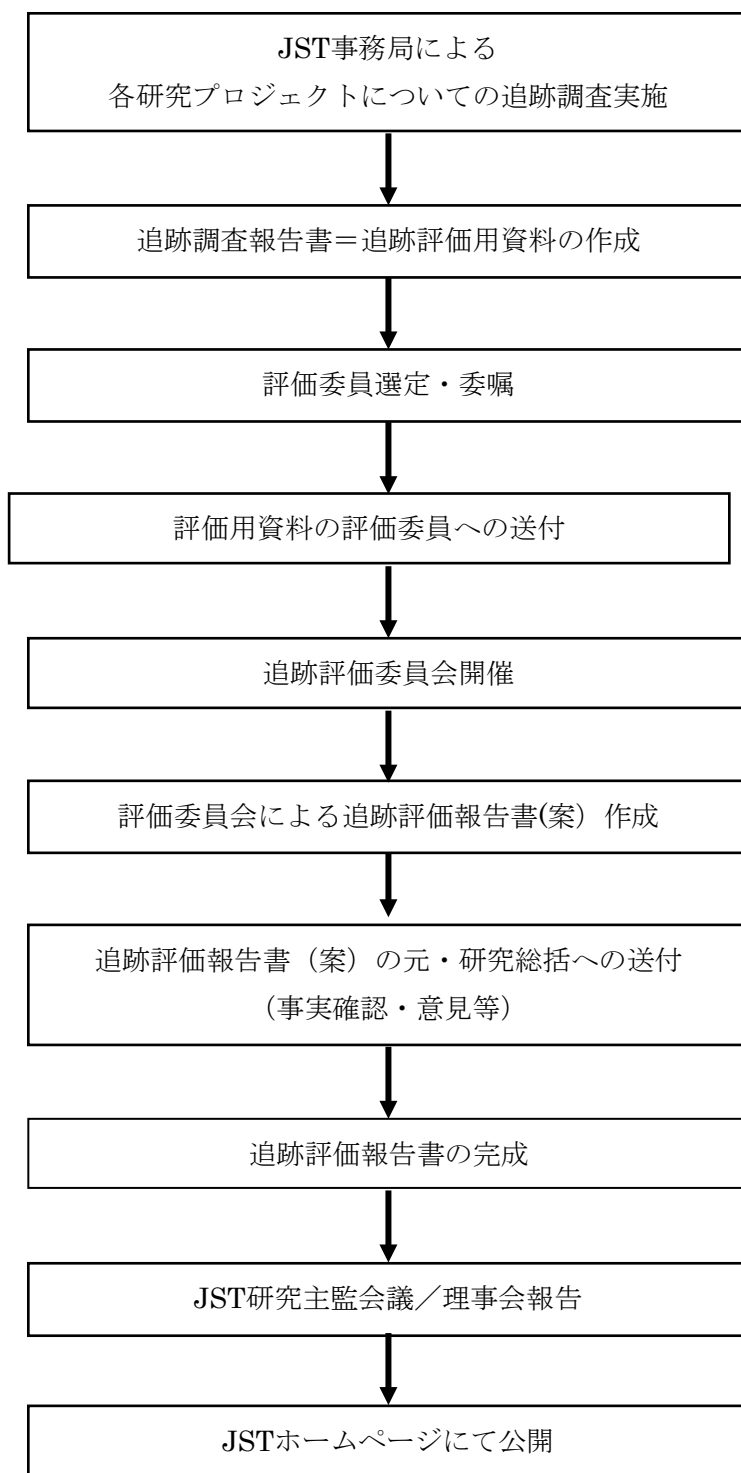 JST事務局による
各研究プロジェクトについての追跡調査実施
追跡調査報告書＝追跡評価用資料の作成
評価委員選定・委嘱
評価用資料の評価委員への送付
追跡評価委員会開催
評価委員会による追跡評価報告書(案）作成
追跡評価報告書（案）の元・研究総括への送付
（事実確認・意見等）
追跡評価報告書の完成
JST研究主監会議／理事会報告
JSTホームページにて公開